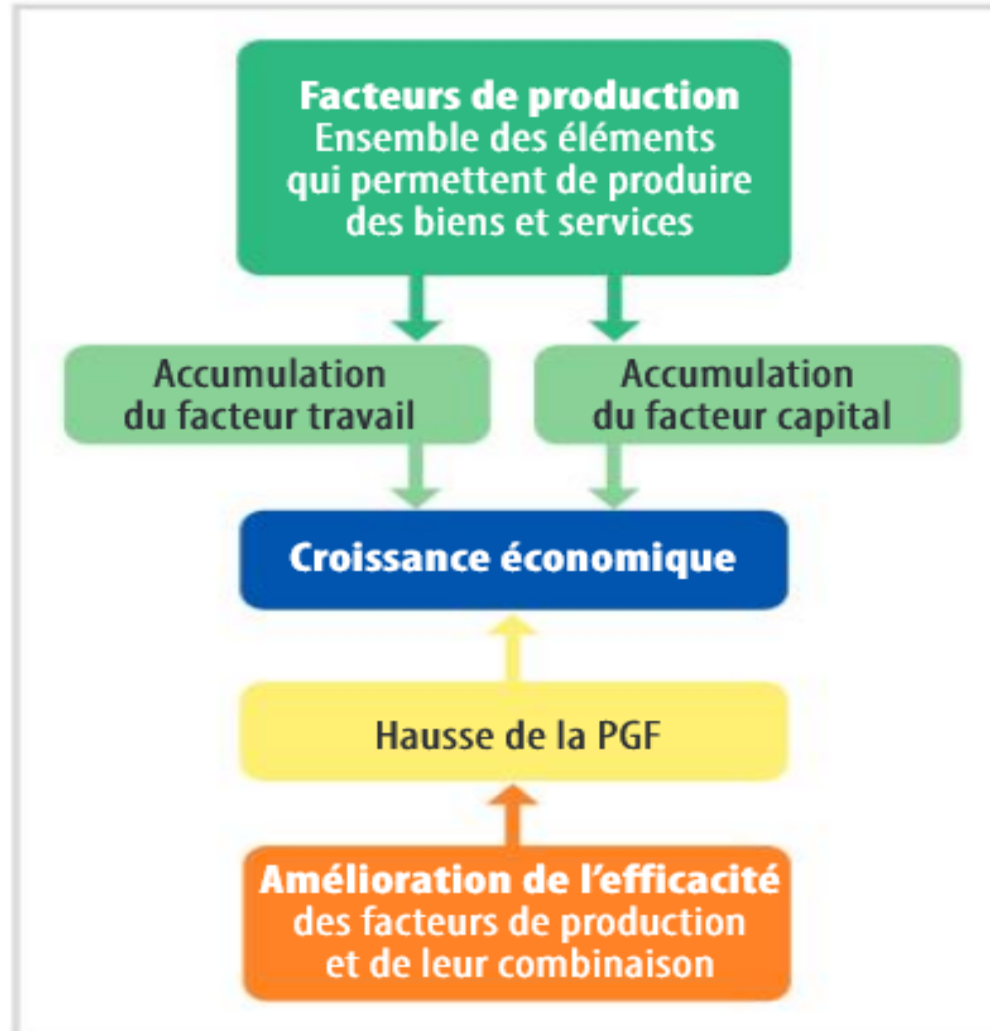 Facteurs de production
Ensemble des éléments
qui permettent de produire
des biens et services
Accumulation
du facteur travail
Accumulation
du facteur capital
Croissance économique
Hausse de la PGF
Amélioration de l’efficacité
des facteurs de production
et de leur combinaison